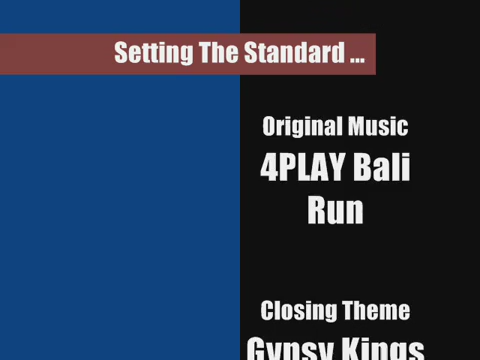 Setting The Standard ...
Original Music
4PLAY Bali
Run
Closing Theme
Gypsy Kings